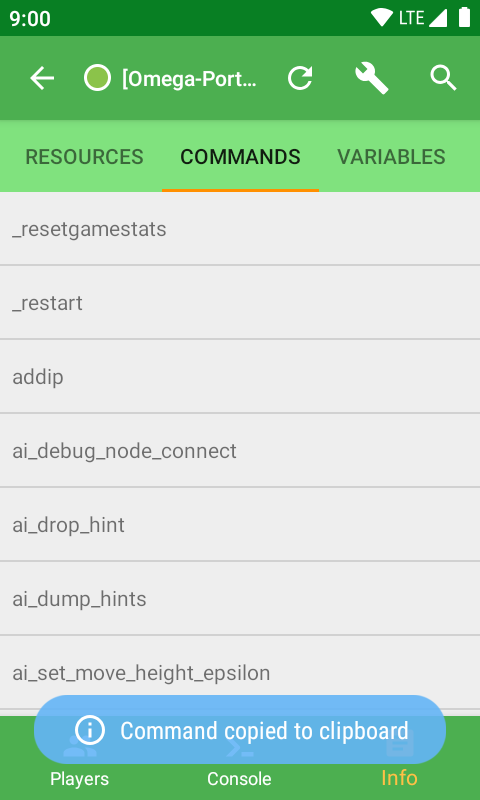 9:00 LTE
[Omega-Port...
RESOURCES COMMANDS VARIABLES
_resetgamestats
_restart
addip
ai_debug_node_connect
ai_drop_hint
ai_dump_hints
ai_set_move_height_epsilon
Command copied to clipboard
Players Console Info